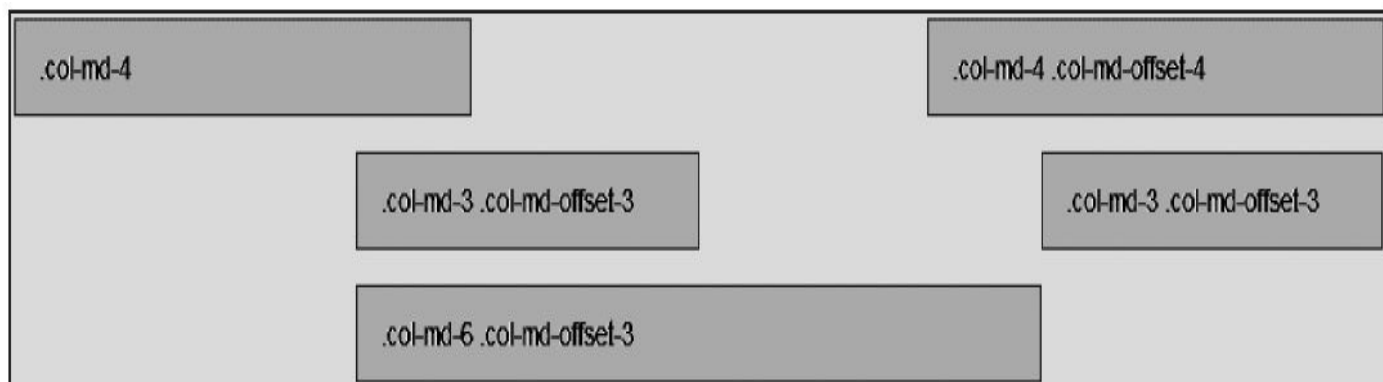 .col-md-4
.col-md-4 .col-md-offset-4
.col-md-3 .col-md-offset-3
.col-md-3 .col-md-offset-3
.col-md-6 .col-md-offset-3